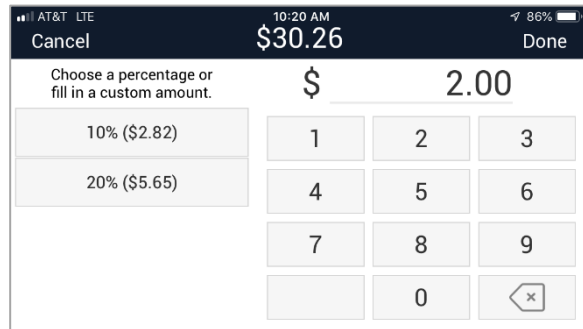 AT&T LTE 10:20 AM 86%
Cancel $30.26 Done
Choose a percentage or
fill in a custom amount.
$ 2.00
10% ($2.82)
20% ($5.65)
1 2 3
4 5 6
7 8 9
0